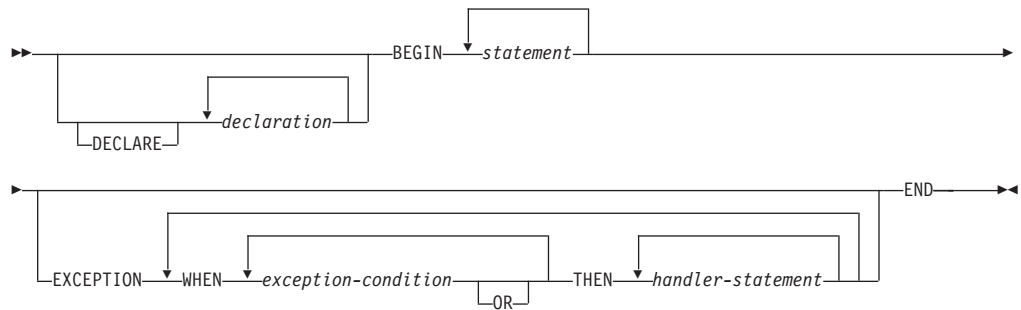 BEGIN statement
declaration
DECLARE
END
EXCEPTION WHEN exception-condition THEN handler-statement
OR